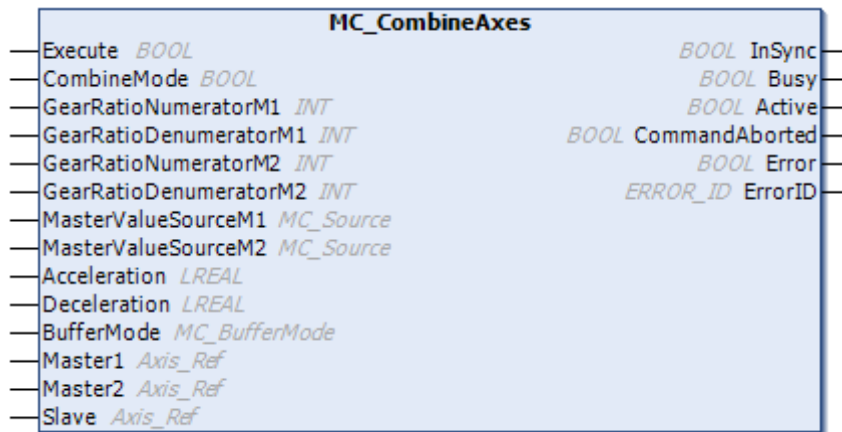 MC_CombineAxes
Execute BOOL BOOL InSync
CombineMode BOOL BOOL Busy
GearRatioNumeratorM1 INT BOOL Active
GearRatioDenumeratorM1 INT BOOL CommandAborted
GearRatioNumeratorM2 INT BOOL Error
GearRatioDenumeratorM2 INT ERROR_ID ErrorID
MasterValueSourceM1 MC_Source
MasterValueSourceM2 MC_Source
Acceleration LREAL
Deceleration LREAL
BufferMode MC_BufferMode
Master1 Axis_Ref
Master2 Axis_Ref
Slave Axis_Ref